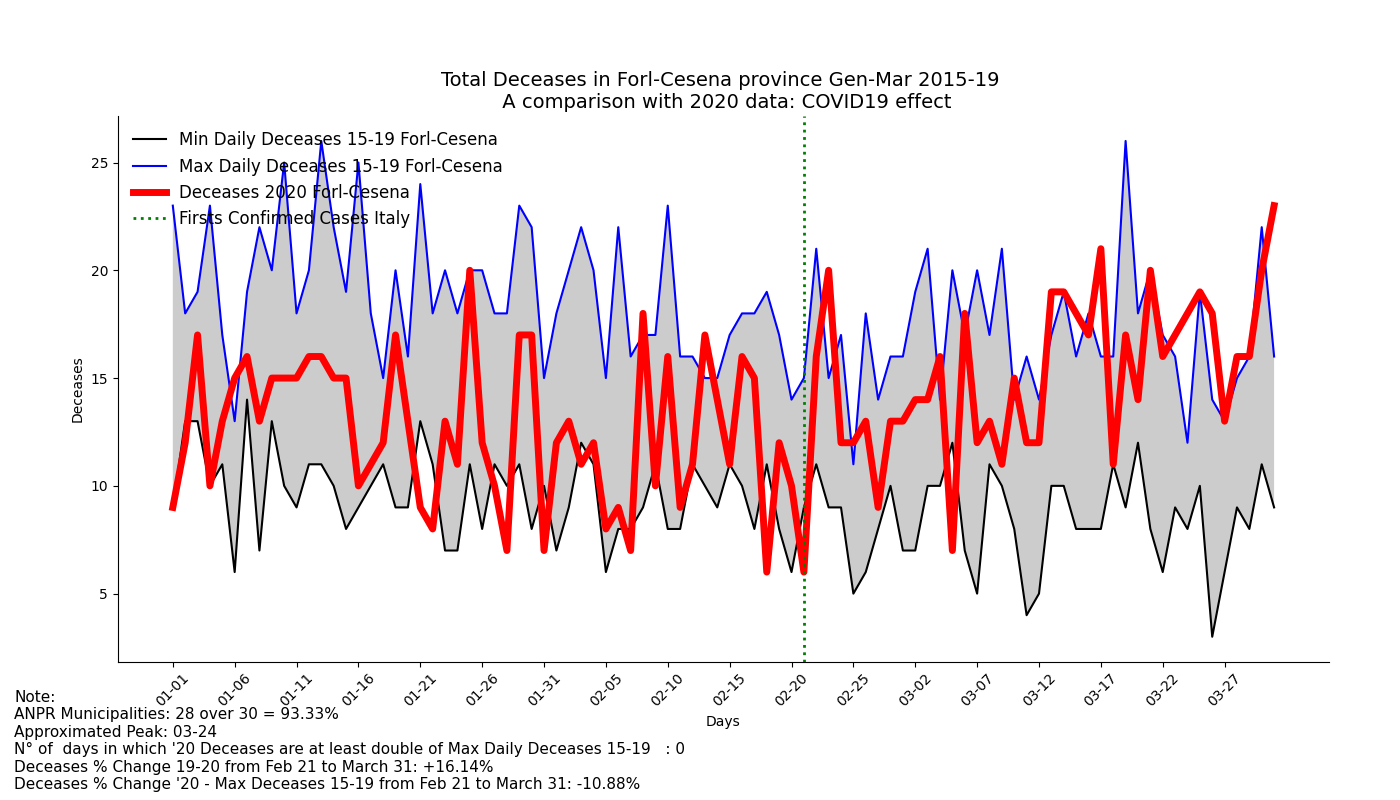 Total Deceases in Forl-Cesena province Gen-Mar 2015-19
A comparison with 2020 data: COVID19 effect
Min Daily Deceases 15-19 Forl-Cesena
Max Daily Deceases 15-19 Forl-Cesena
Deceases 2020 Forl-Cesena
Firsts Confirmed Cases Italy
Deceases
25
20
15
10
5
01-01 01-06 01-11 01-16 01-21 01-26 01-31 02-05 02-10 02-15 02-20 02-25 03-02 03-07 03-12 03-17 03-22 03-27
Days
Note:
ANPR Municipalities: 28 over 30 = 93.33%
Approximated Peak: 03-24
N° of  days in which '20 Deceases are at least double of Max Daily Deceases 15-19   : 0
Deceases % Change 19-20 from Feb 21 to March 31: +16.14%
Deceases % Change '20 - Max Deceases 15-19 from Feb 21 to March 31: -10.88%